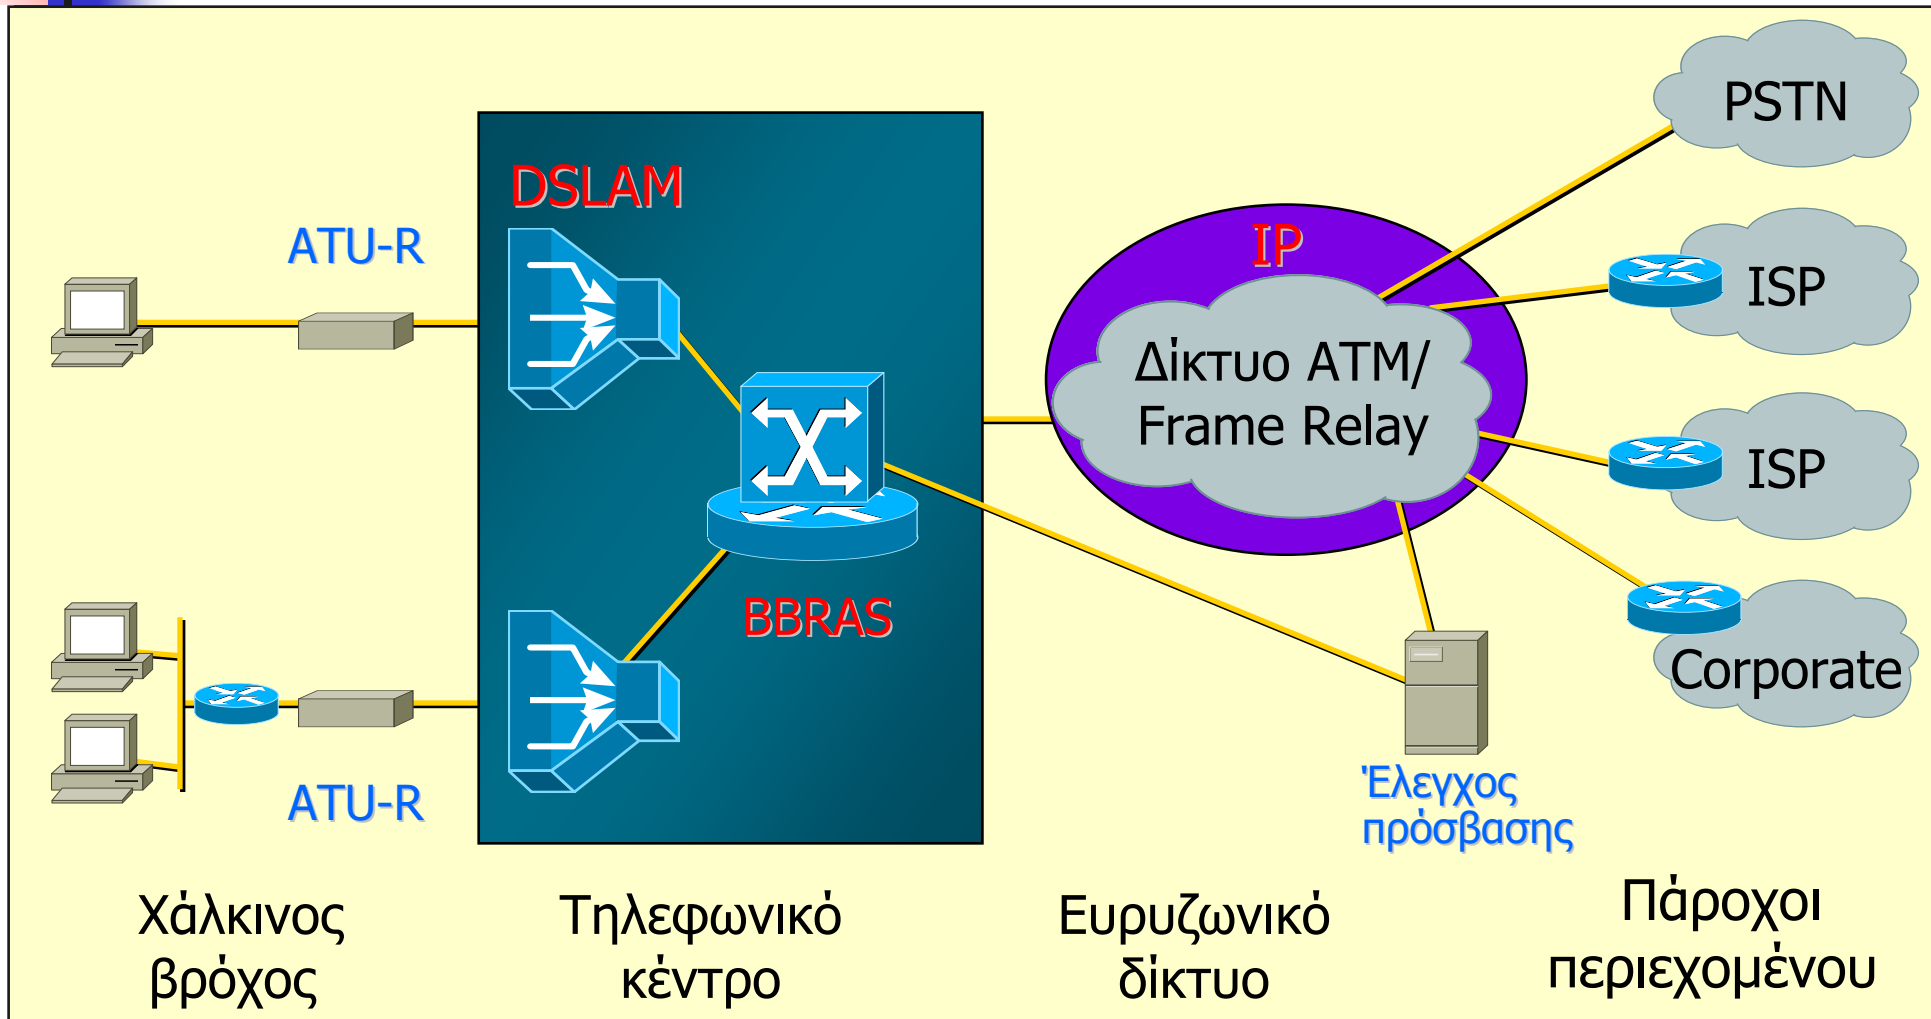 PSTN
DSLAM
ATU-R
IP
ISP
Δίκτυο ATM/
Frame Relay
ISP
BBRAS
Corporate
ATU-R
Έλεγχος
πρόσβασης
Χάλκινος
βρόχος
Τηλεφωνικό
κέντρο
Ευρυζωνικό
δίκτυο
Πάροχοι
περιεχομένου